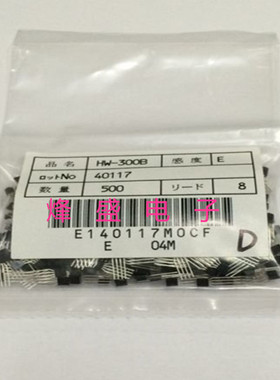 品名 HW-300B 感度 E
ロットNo 40117
数量 500 リード 8
烽盛电子
E140117MOCF
E 04M
D